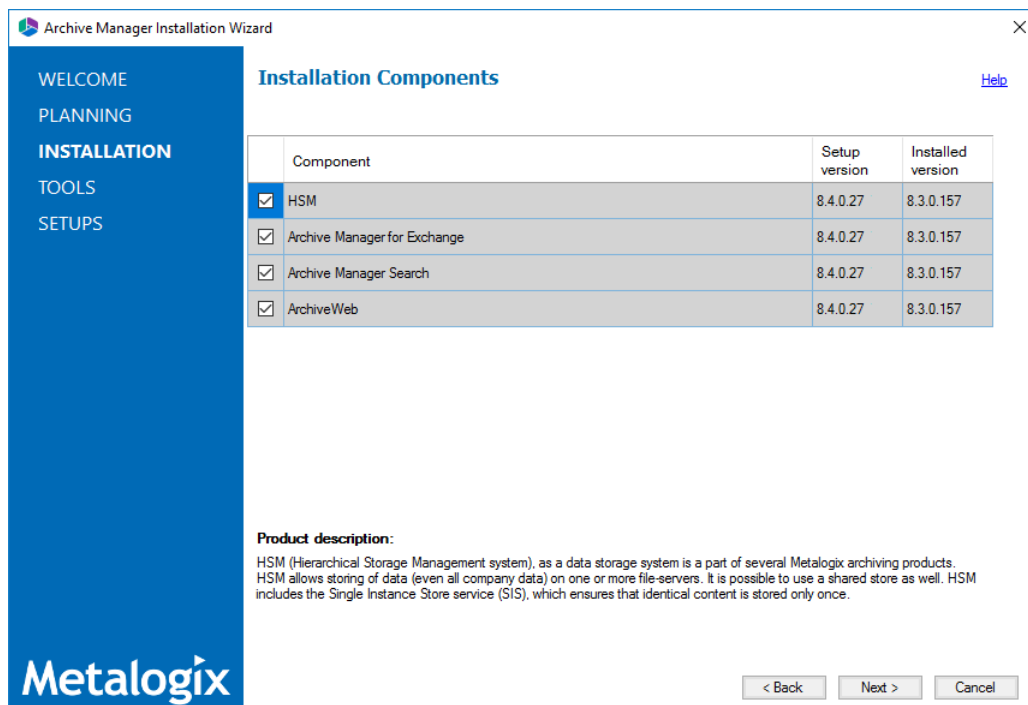 Archive Manager Installation Wizard
WELCOME
PLANNING
INSTALLATION
TOOLS
SETUPS
Installation Components
Help
Component Setup version Installed version
HSM 8.4.0.27 8.3.0.157
Archive Manager for Exchange 8.4.0.27 8.3.0.157
Archive Manager Search 8.4.0.27 8.3.0.157
ArchiveWeb 8.4.0.27 8.3.0.157
Product description:
HSM (Hierarchical Storage Management system), as a data storage system is a part of several Metalogix archiving products.
HSM allows storing of data (even all company data) on one or more file-servers. It is possible to use a shared store as well. HSM
includes the Single Instance Store service (SIS), which ensures that identical content is stored only once.
Metalogix
< Back Next > Cancel